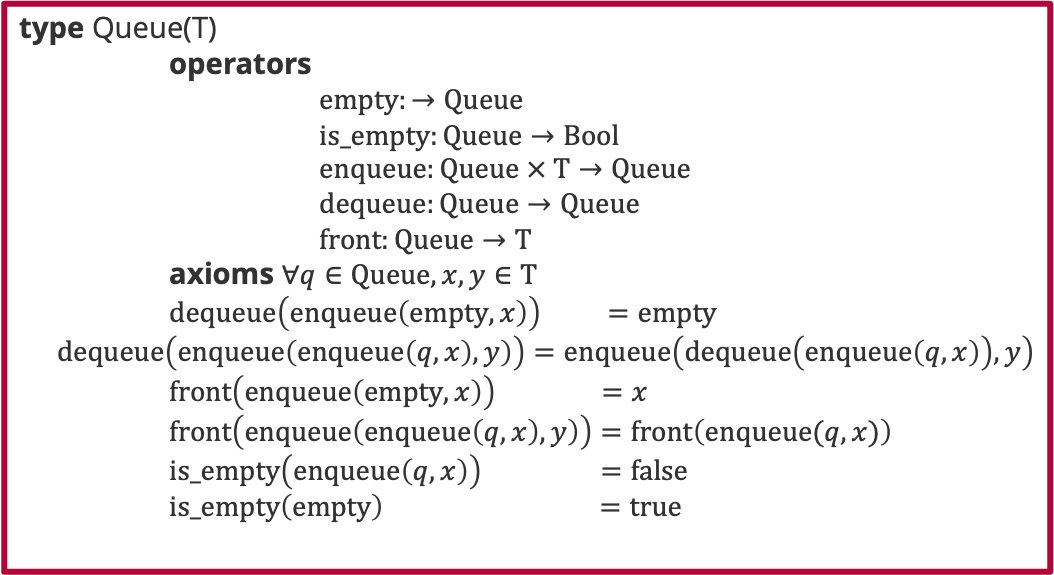 type Queue(T)
operators
empty: → Queue
is_empty: Queue → Bool
enqueue: Queue × T → Queue
dequeue: Queue → Queue
front: Queue → T
axioms ∀q ∈ Queue, x, y ∈ T
dequeue(enqueue(empty, x)) = empty
dequeue(enqueue(enqueue(q, x), y)) = enqueue(dequeue(enqueue(q, x)), y)
front(enqueue(empty, x)) = x
front(enqueue(enqueue(q, x), y)) = front(enqueue(q, x))
is_empty(enqueue(q, x)) = false
is_empty(empty) = true